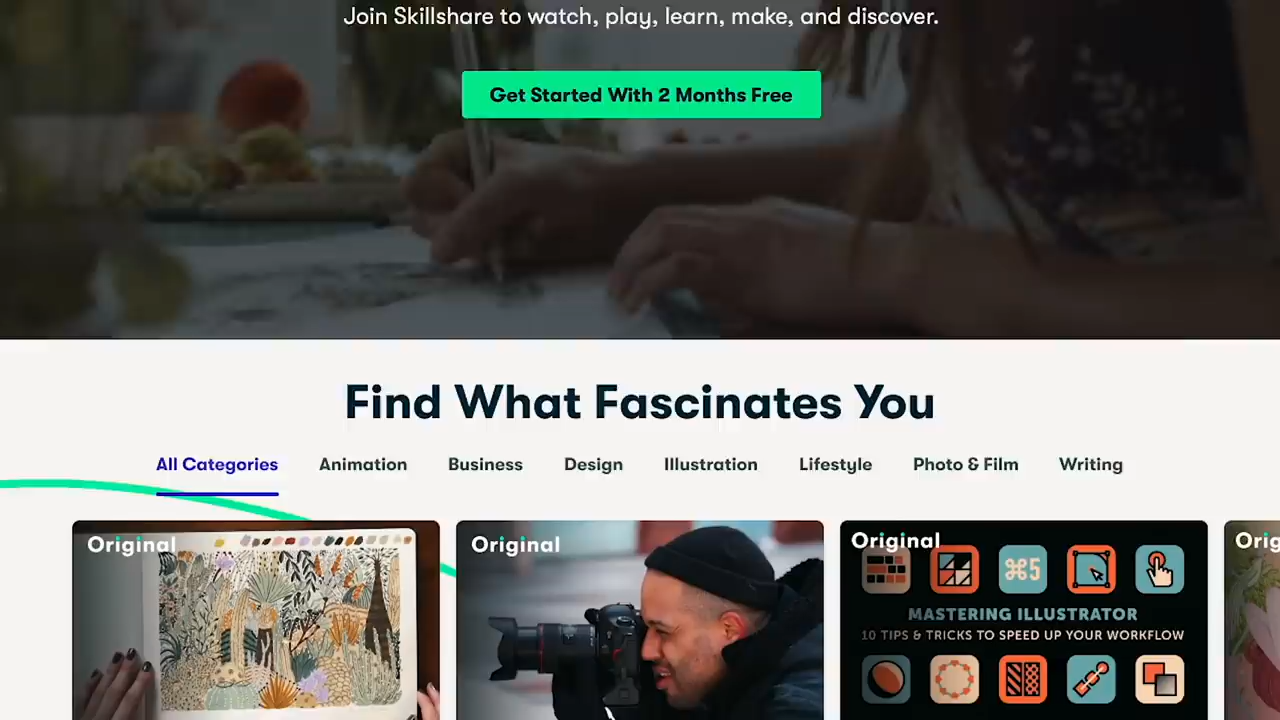 Join Skillshare to watch, play, learn, make, and discover.
Get Started With 2 Months Free
Find What Fascinates You
All Categories Animation Business Design Illustration Lifestyle Photo & Film Writing
Original Original Original Orig
⌘5
MASTERING ILLUSTRATOR
10 TIPS & TRICKS TO SPEED UP YOUR WORKFLOW